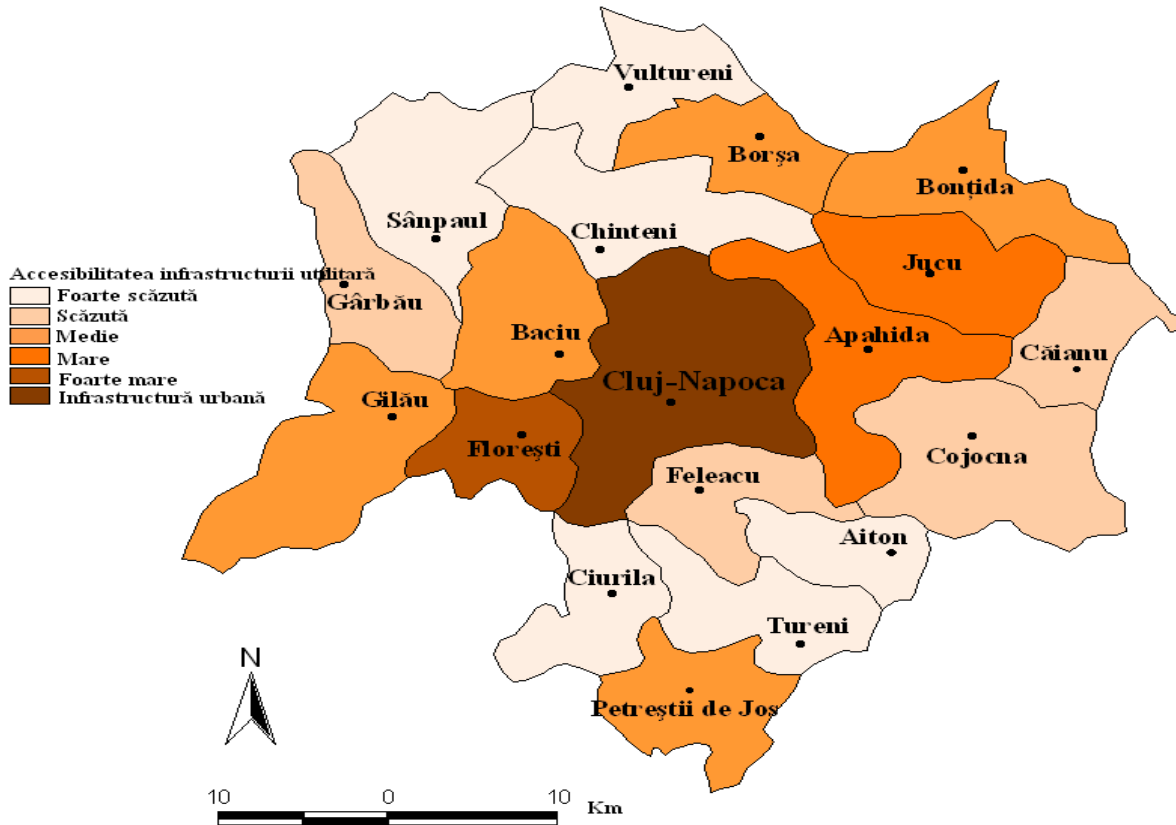 Vultureni
Borşa
Bonţida
Sânpaul
Chinteni
Jucu
Accesibilitatea infrastructurii utilitară
Foarte scăzută
Scăzută
Medie
Mare
Foarte mare
Infrastructură urbană
Gârbău
Baciu
Apahida
Căianu
Cluj-Napoca
Gilău
Floreşti
Cojocna
Feleacu
Aiton
Ciurila
Tureni
Petreştii de Jos
N
10 0 10 Km